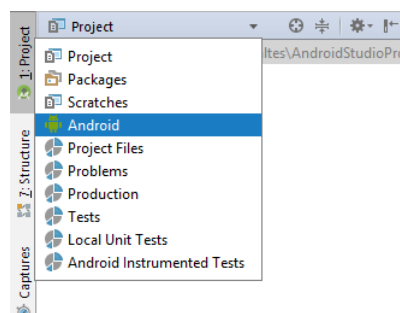 1: Project
Project
ltes\AndroidStudioPro
Project
Packages
Scratches
Android
Project Files
Problems
Production
Tests
Local Unit Tests
Android Instrumented Tests
7: Structure
Captures